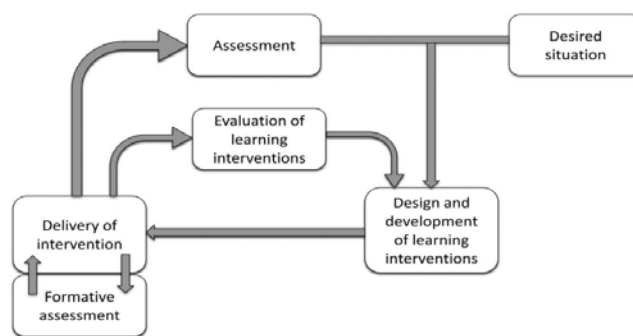 Assessment
Desired
situation
Evaluation of
learning
interventions
Delivery of
intervention
Design and
development
of learning
interventions
Formative
assessment